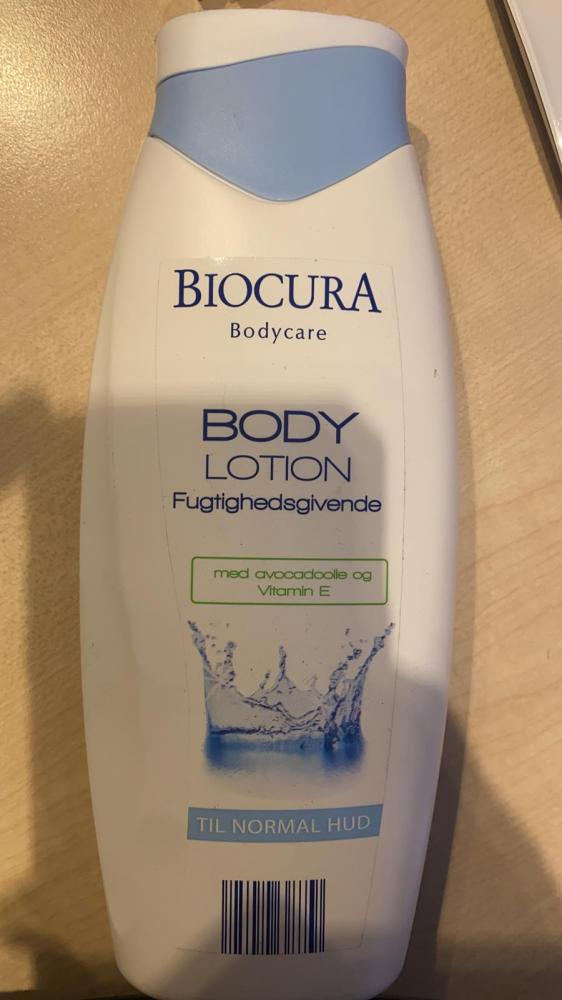 BIOCURA
Bodycare
BODY
LOTION
Fugtighedsgivende
med avocadoolie og
Vitamin E
TIL NORMAL HUD